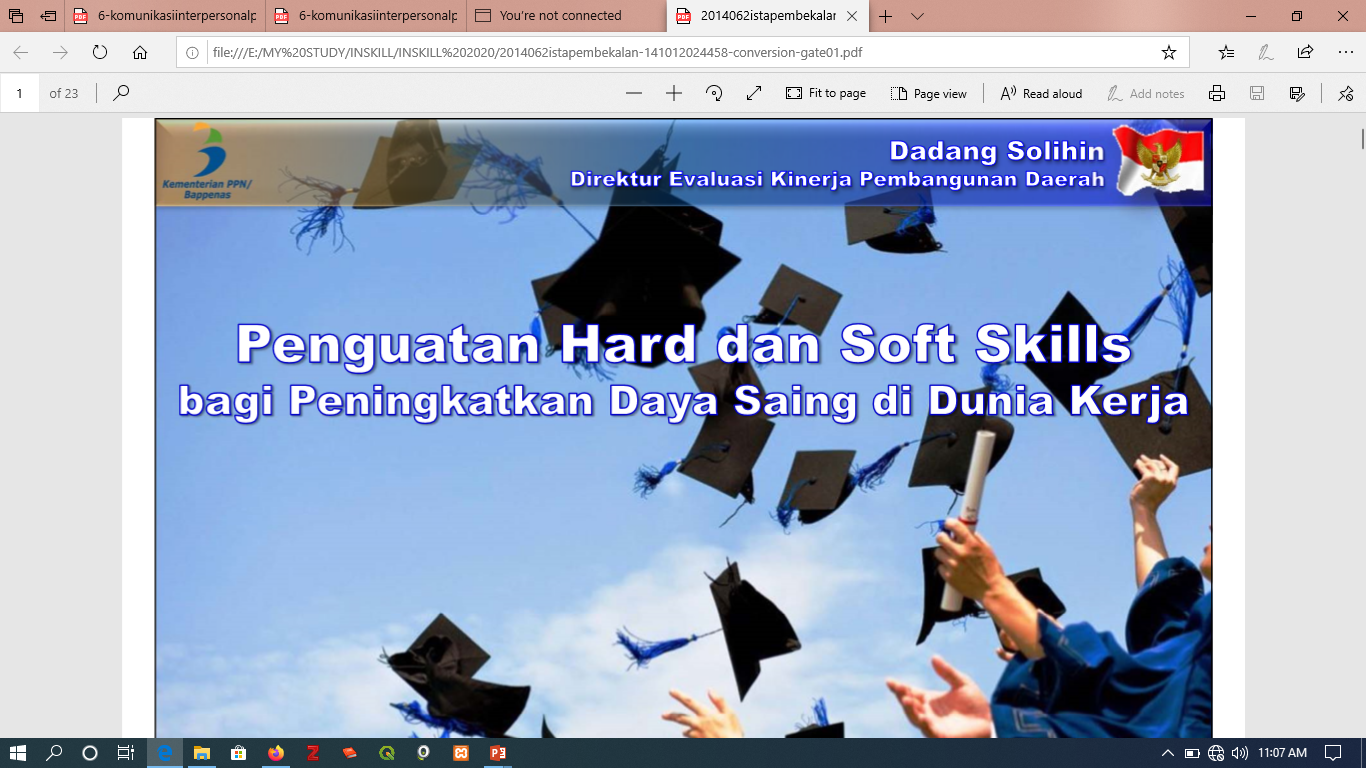 6-komunikasiinterpersonalp
6-komunikasiinterpersonalp
You're not connected
2014062istapembekalan
file:///E:/MY%20STUDY/INSKILL/INSKILL%202020/2014062istapembekalan-141012024458-conversion-gate01.pdf
1 of 23
Fit to page
Page view
Read aloud
Add notes
Kementerian PPN/
Bappenas
Dadang Solihin
Direktur Evaluasi Kinerja Pembangunan Daerah
Penguatan Hard dan Soft Skills
bagi Peningkatkan Daya Saing di Dunia Kerja
11:07 AM